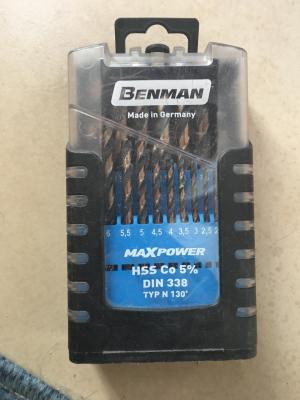 BENMAN
Made in Germany
6 5,5 5 4,5 4 3,5 3 2,5 2
MAXPOWER
HSS Co 5%
DIN 338
TYP N 130°